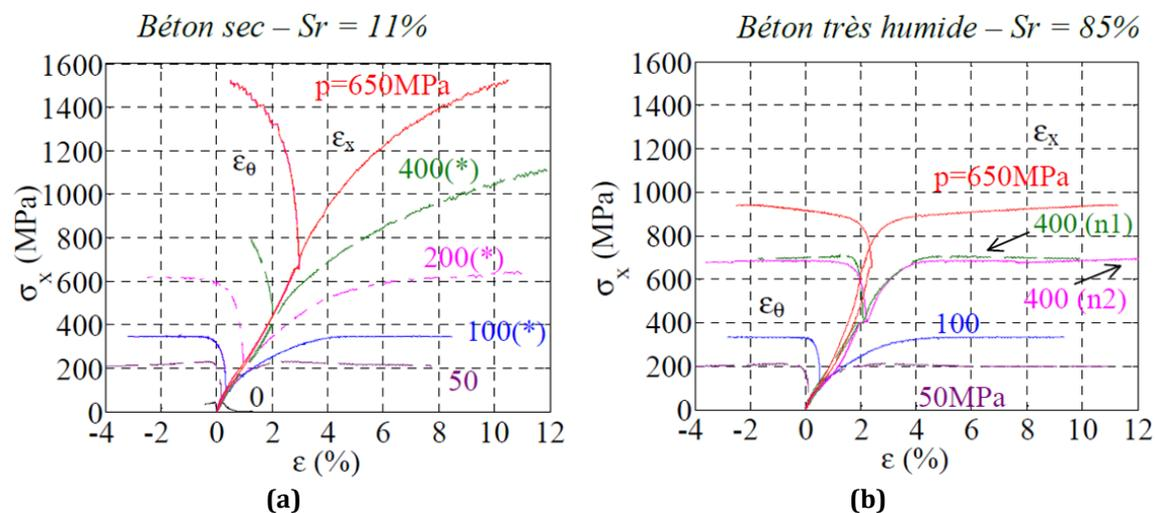 Béton sec – Sr = 11%
1600
1400
1200
1000
800
600
400
200
0
σx (MPa)
p=650MPa
εx
εθ
400(*)
200(*)
100(*)
50
0
-4 -2 0 2 4 6 8 10 12
ε (%)
(a)
Béton très humide – Sr = 85%
1600
1400
1200
1000
800
600
400
200
0
σx (MPa)
εx
p=650MPa
400 (n1)
400 (n2)
εθ
100
50MPa
-4 -2 0 2 4 6 8 10 12
ε (%)
(b)